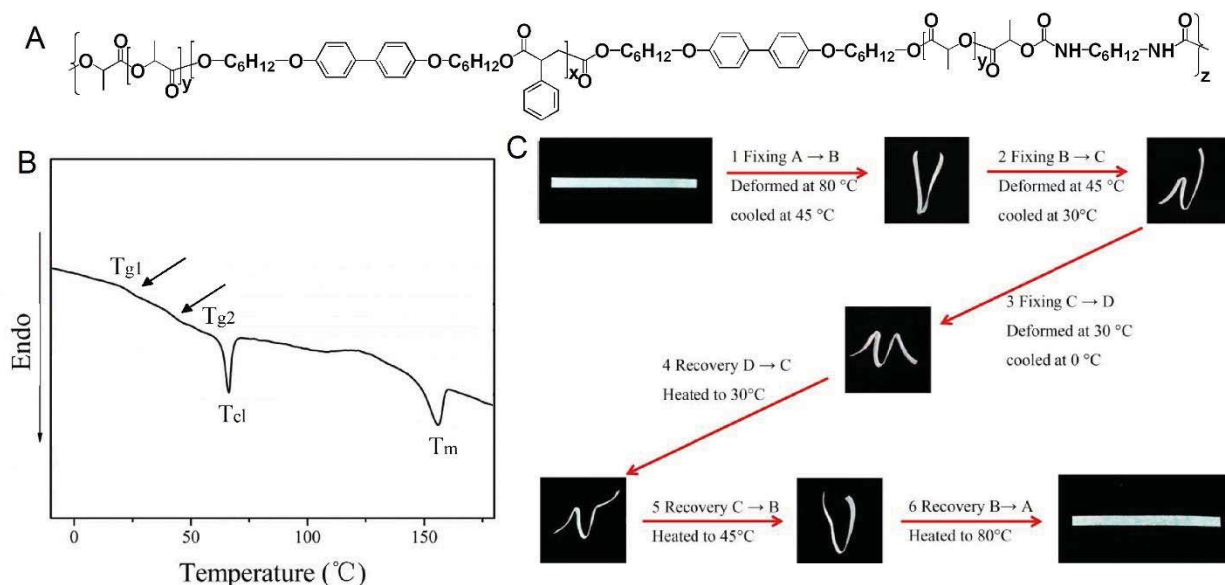 A
O O O O y O–C6H12–O O–C6H12–O O x O O–C6H12–O O–C6H12–O O O y O O NH–C6H12–NH O z
B
Endo
Tg1
Tg2
Tcl
Tm
0 50 100 150
Temperature (℃)
C
1 Fixing A → B
Deformed at 80 °C
cooled at 45 °C
2 Fixing B → C
Deformed at 45 °C
cooled at 30°C
3 Fixing C → D
Deformed at 30 °C
cooled at 0 °C
4 Recovery D → C
Heated to 30°C
5 Recovery C → B
Heated to 45°C
6 Recovery B→ A
Heated to 80°C